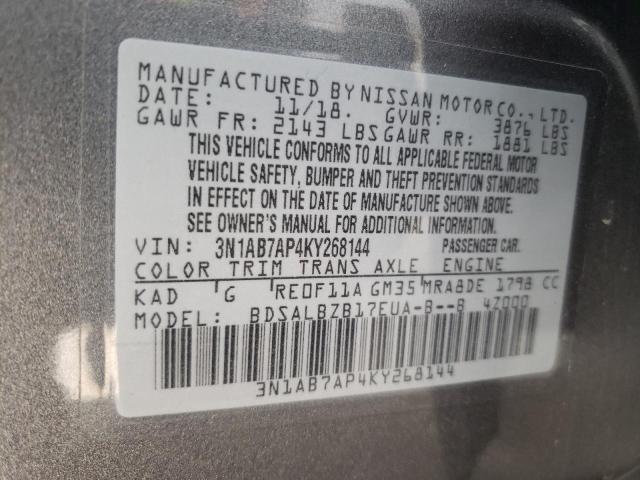 MANUFACTURED BY NISSAN MOTOR CO., LTD.
DATE: 11/18. GVWR: 3876 LBS
GAWR FR: 2143 LBS GAWR RR: 1881 LBS
THIS VEHICLE CONFORMS TO ALL APPLICABLE FEDERAL MOTOR
VEHICLE SAFETY, BUMPER AND THEFT PREVENTION STANDARDS
IN EFFECT ON THE DATE OF MANUFACTURE SHOWN ABOVE.
SEE OWNER'S MANUAL FOR ADDITIONAL INFORMATION.
VIN: 3N1AB7AP4KY268144 PASSENGER CAR.
COLOR TRIM TRANS AXLE ENGINE
KAD G RE0F11A GM35 MRA8DE 1798 CC
MODEL: BDSALBZB17EUA-B--B 4Z000
3N1AB7AP4KY268144